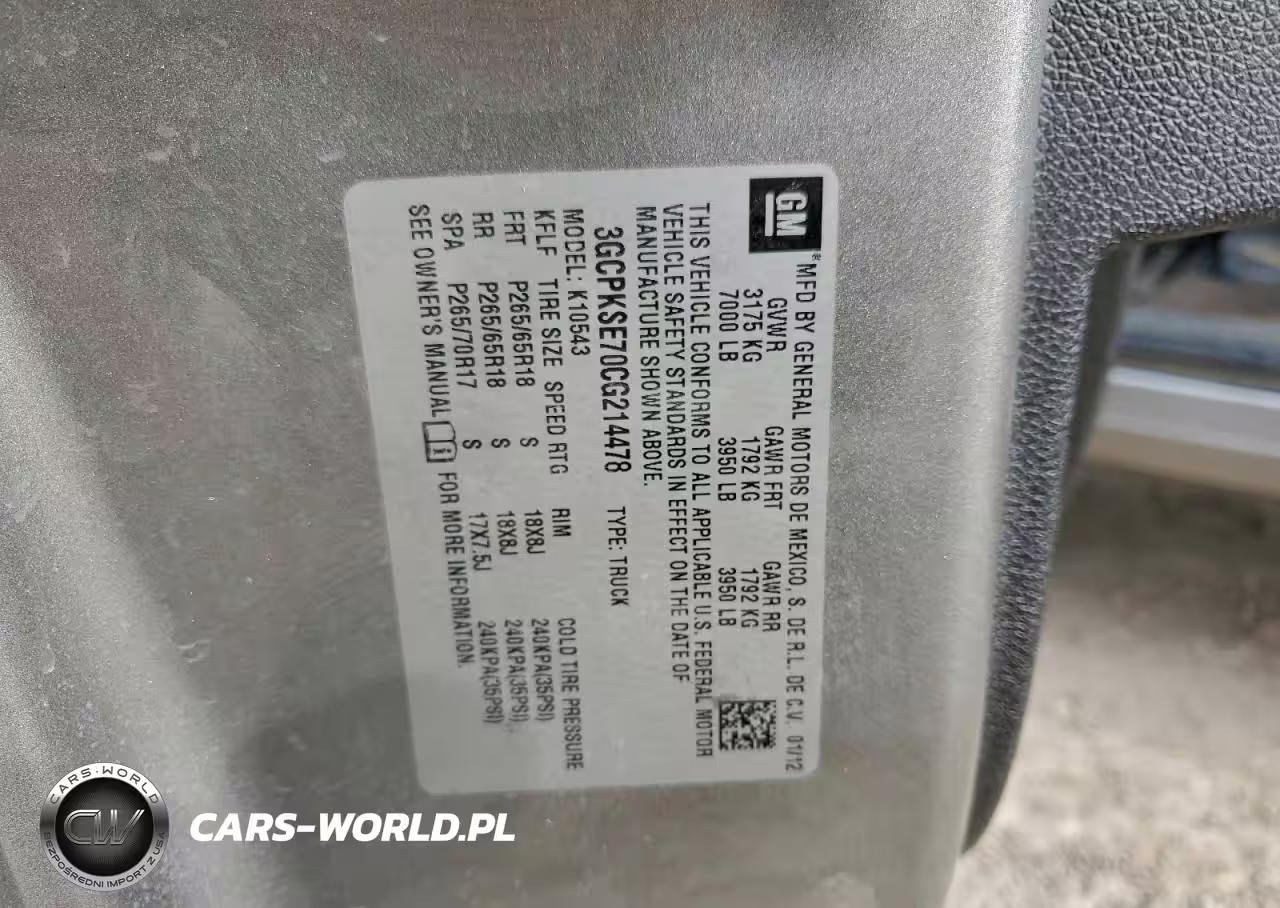 GM® MFD BY GENERAL MOTORS DE MEXICO, S. DE R.L. DE C.V. 01/12
GVWR GAWR FRT GAWR RR
3175 KG 1792 KG 1792 KG
7000 LB 3950 LB 3950 LB
THIS VEHICLE CONFORMS TO ALL APPLICABLE U.S. FEDERAL MOTOR
VEHICLE SAFETY STANDARDS IN EFFECT ON THE DATE OF
MANUFACTURE SHOWN ABOVE.
3GCPKSE70CG214478 TYPE: TRUCK
MODEL: K10543
KFLF TIRE SIZE SPEED RTG RIM COLD TIRE PRESSURE
FRT P265/65R18 S 18X8J 240KPA(35PSI)
RR P265/65R18 S 18X8J 240KPA(35PSI)
SPA P265/70R17 S 17X7.5J 240KPA(35PSI)
SEE OWNER'S MANUAL FOR MORE INFORMATION.
CARS-WORLD
CW
BEZPOŚREDNI IMPORT Z USA
CARS-WORLD.PL